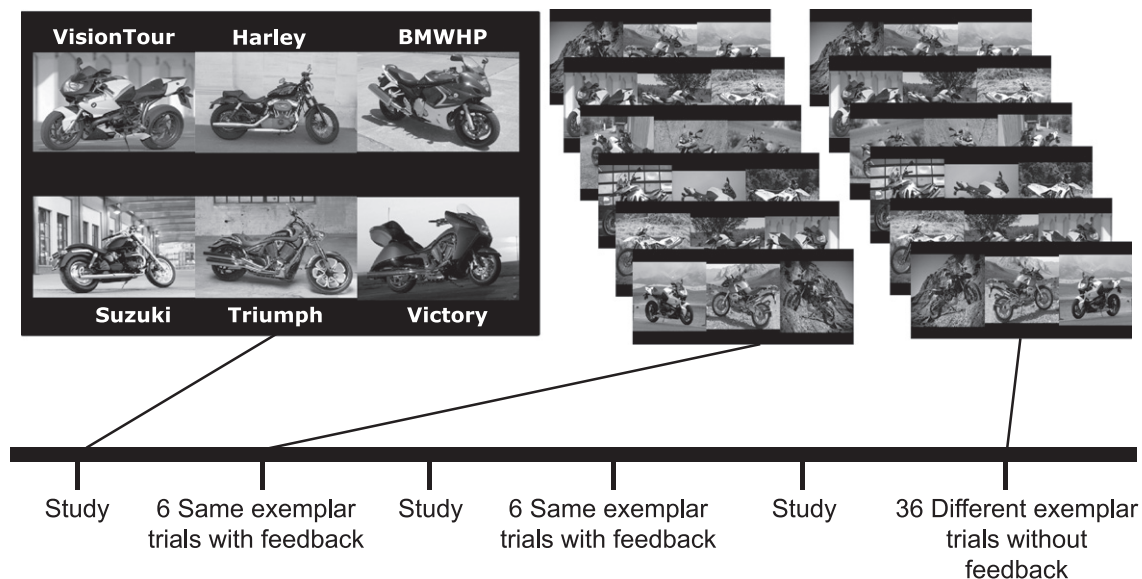 VisionTour Harley BMWHP
Suzuki Triumph Victory
Study
6 Same exemplar
trials with feedback
Study
6 Same exemplar
trials with feedback
Study
36 Different exemplar
trials without
feedback